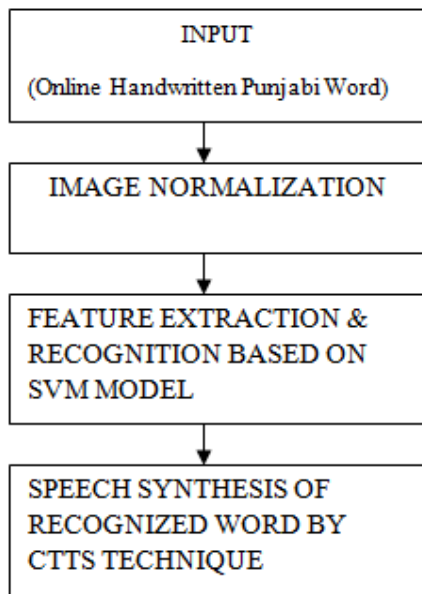 INPUT
(Online Handwritten Punjabi Word)
IMAGE NORMALIZATION
FEATURE EXTRACTION &
RECOGNITION BASED ON
SVM MODEL
SPEECH SYNTHESIS OF
RECOGNIZED WORD BY
CTTS TECHNIQUE